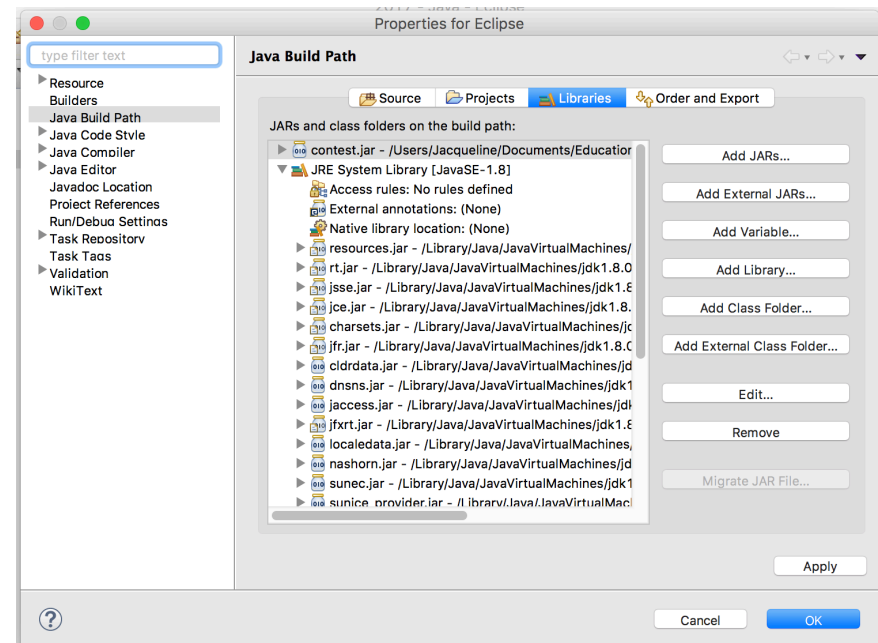 2017 - Java - Eclipse
Properties for Eclipse
type filter text
Java Build Path
Resource
Builders
Java Build Path
Java Code Style
Java Compiler
Java Editor
Javadoc Location
Project References
Run/Debug Settings
Task Repository
Task Tags
Validation
WikiText
Source
Projects
Libraries
Order and Export
JARs and class folders on the build path:
contest.jar - /Users/Jacqueline/Documents/Education
JRE System Library [JavaSE-1.8]
Access rules: No rules defined
External annotations: (None)
Native library location: (None)
resources.jar - /Library/Java/JavaVirtualMachines/
rt.jar - /Library/Java/JavaVirtualMachines/jdk1.8.0
jsse.jar - /Library/Java/JavaVirtualMachines/jdk1.8
jce.jar - /Library/Java/JavaVirtualMachines/jdk1.8.
charsets.jar - /Library/Java/JavaVirtualMachines/jd
jfr.jar - /Library/Java/JavaVirtualMachines/jdk1.8.0
cldrdata.jar - /Library/Java/JavaVirtualMachines/jd
dnsns.jar - /Library/Java/JavaVirtualMachines/jdk1
jaccess.jar - /Library/Java/JavaVirtualMachines/jdk
jfxrt.jar - /Library/Java/JavaVirtualMachines/jdk1.8
localedata.jar - /Library/Java/JavaVirtualMachines,
nashorn.jar - /Library/Java/JavaVirtualMachines/jd
sunec.jar - /Library/Java/JavaVirtualMachines/jdk1
sunice_provider.jar - /Library/Java/JavaVirtualMac
Add JARs...
Add External JARs...
Add Variable...
Add Library...
Add Class Folder...
Add External Class Folder...
Edit...
Remove
Migrate JAR File...
Apply
?
Cancel
OK